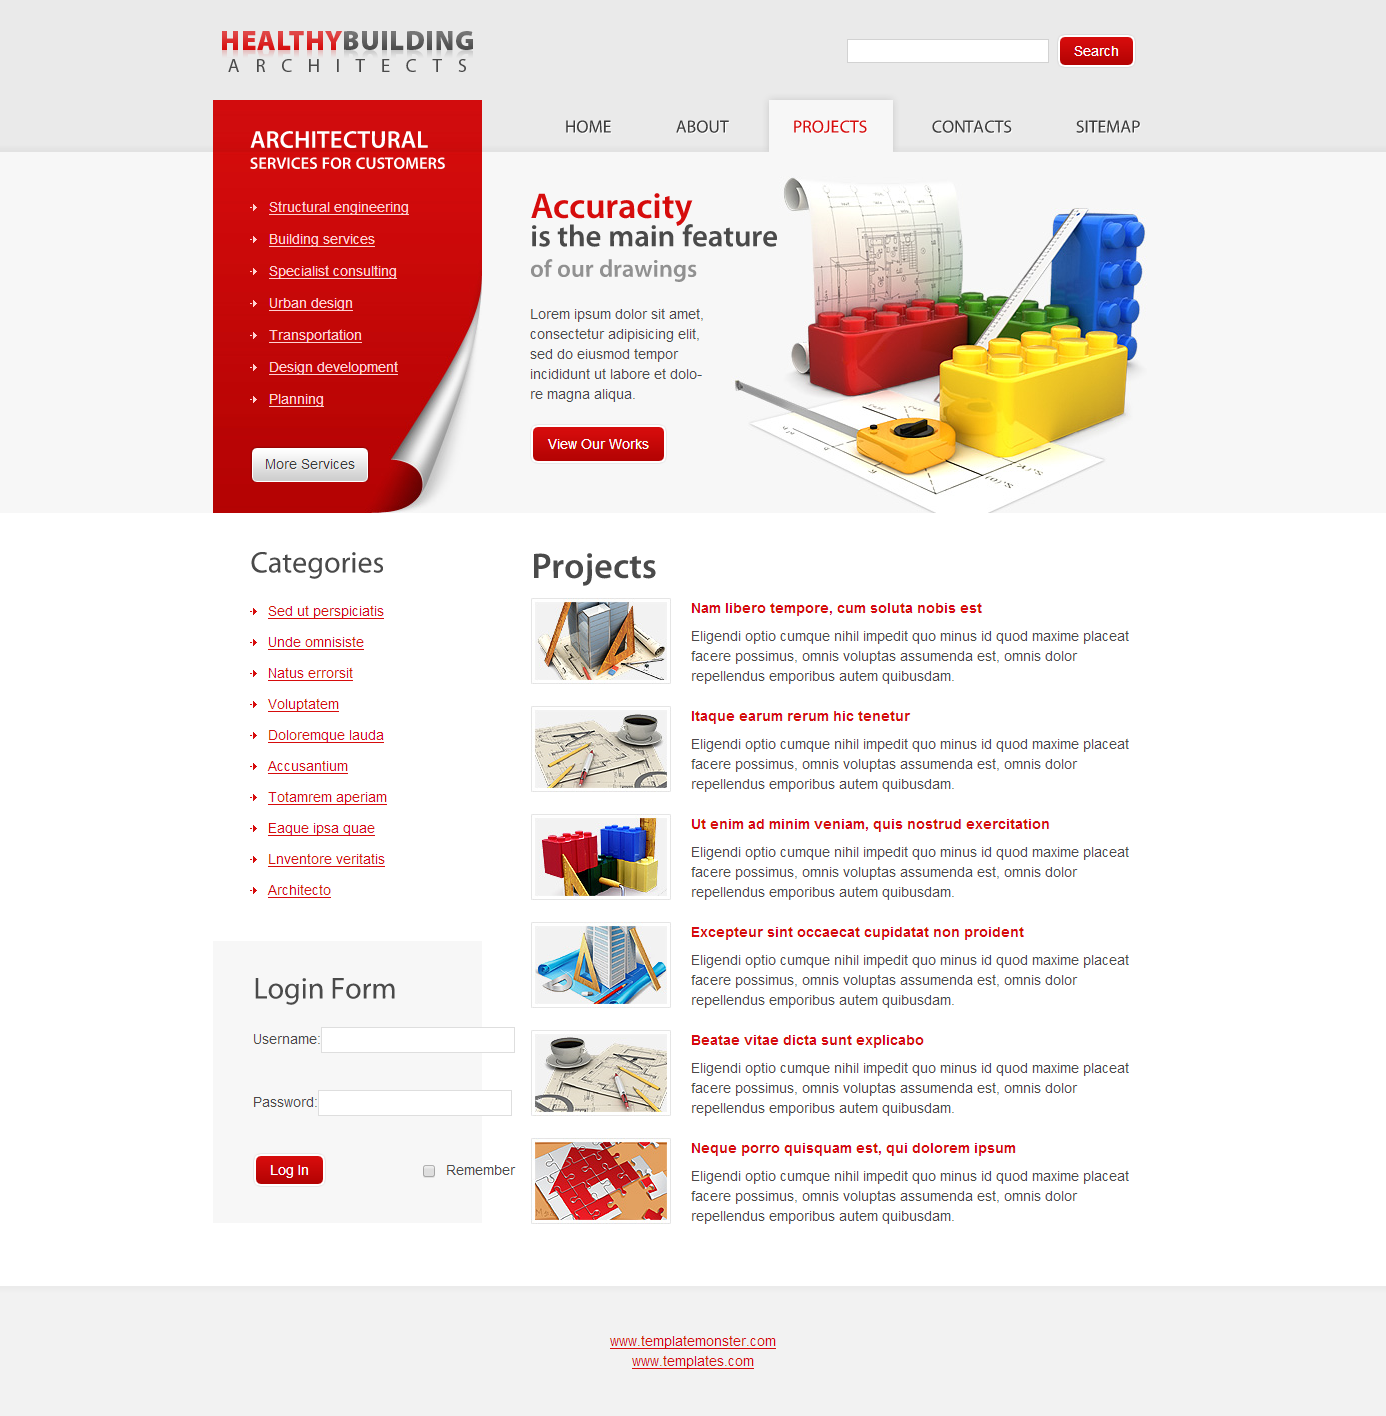 HEALTHYBUILDING
ARCHITECTS
Search
HOME
ABOUT
PROJECTS
CONTACTS
SITEMAP
ARCHITECTURAL
SERVICES FOR CUSTOMERS
Structural engineering
Building services
Specialist consulting
Urban design
Transportation
Design development
Planning
More Services
Accuracity
is the main feature
of our drawings
Lorem ipsum dolor sit amet,
consectetur adipisicing elit,
sed do eiusmod tempor
incididunt ut labore et dolo-
re magna aliqua.
View Our Works
Categories
Sed ut perspiciatis
Unde omnisiste
Natus errorsit
Voluptatem
Doloremque lauda
Accusantium
Totamrem aperiam
Eaque ipsa quae
Lnventore veritatis
Architecto
Login Form
Username:
Password:
Log In
Remember
Projects
Nam libero tempore, cum soluta nobis est
Eligendi optio cumque nihil impedit quo minus id quod maxime placeat
facere possimus, omnis voluptas assumenda est, omnis dolor
repellendus emporibus autem quibusdam.
Itaque earum rerum hic tenetur
Eligendi optio cumque nihil impedit quo minus id quod maxime placeat
facere possimus, omnis voluptas assumenda est, omnis dolor
repellendus emporibus autem quibusdam.
Ut enim ad minim veniam, quis nostrud exercitation
Eligendi optio cumque nihil impedit quo minus id quod maxime placeat
facere possimus, omnis voluptas assumenda est, omnis dolor
repellendus emporibus autem quibusdam.
Excepteur sint occaecat cupidatat non proident
Eligendi optio cumque nihil impedit quo minus id quod maxime placeat
facere possimus, omnis voluptas assumenda est, omnis dolor
repellendus emporibus autem quibusdam.
Beatae vitae dicta sunt explicabo
Eligendi optio cumque nihil impedit quo minus id quod maxime placeat
facere possimus, omnis voluptas assumenda est, omnis dolor
repellendus emporibus autem quibusdam.
Neque porro quisquam est, qui dolorem ipsum
Eligendi optio cumque nihil impedit quo minus id quod maxime placeat
facere possimus, omnis voluptas assumenda est, omnis dolor
repellendus emporibus autem quibusdam.
www.templatemonster.com
www.templates.com